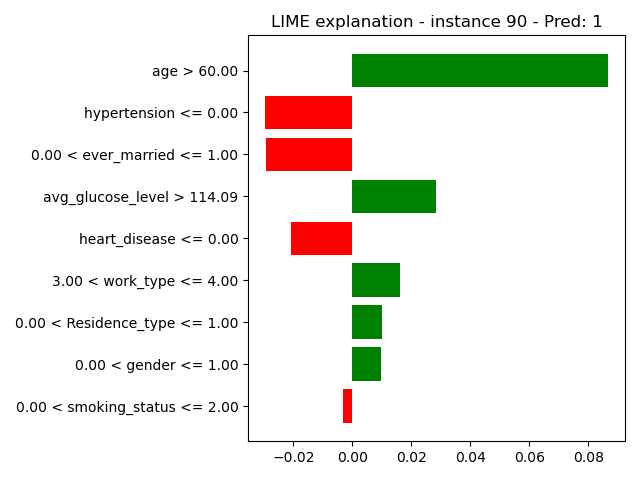 LIME explanation - instance 90 - Pred: 1
age > 60.00
hypertension <= 0.00
0.00 < ever_married <= 1.00
avg_glucose_level > 114.09
heart_disease <= 0.00
3.00 < work_type <= 4.00
0.00 < Residence_type <= 1.00
0.00 < gender <= 1.00
0.00 < smoking_status <= 2.00
−0.02 0.00 0.02 0.04 0.06 0.08